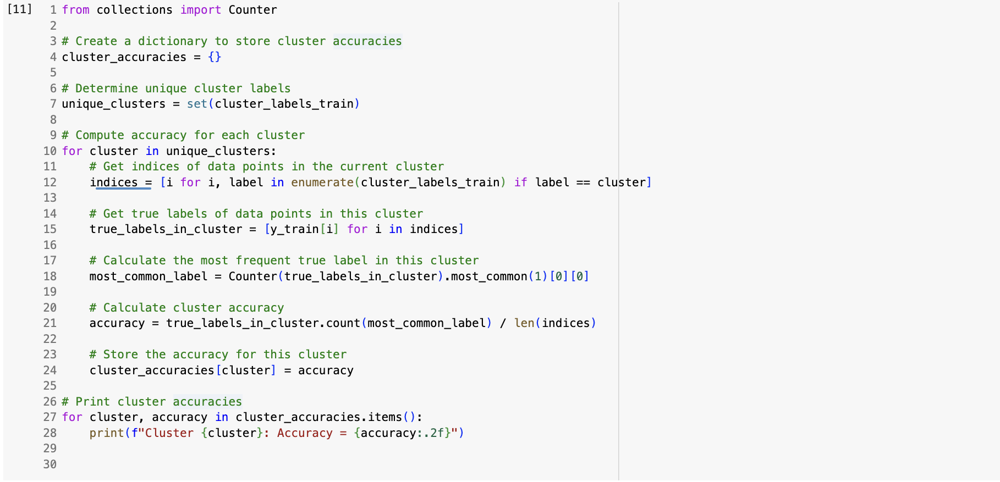 [11] 1 from collections import Counter
2
3 # Create a dictionary to store cluster accuracies
4 cluster_accuracies = {}
5
6 # Determine unique cluster labels
7 unique_clusters = set(cluster_labels_train)
8
9 # Compute accuracy for each cluster
10 for cluster in unique_clusters:
11     # Get indices of data points in the current cluster
12     indices = [i for i, label in enumerate(cluster_labels_train) if label == cluster]
13
14     # Get true labels of data points in this cluster
15     true_labels_in_cluster = [y_train[i] for i in indices]
16
17     # Calculate the most frequent true label in this cluster
18     most_common_label = Counter(true_labels_in_cluster).most_common(1)[0][0]
19
20     # Calculate cluster accuracy
21     accuracy = true_labels_in_cluster.count(most_common_label) / len(indices)
22
23     # Store the accuracy for this cluster
24     cluster_accuracies[cluster] = accuracy
25
26 # Print cluster accuracies
27 for cluster, accuracy in cluster_accuracies.items():
28     print(f"Cluster {cluster}: Accuracy = {accuracy:.2f}")
29
30